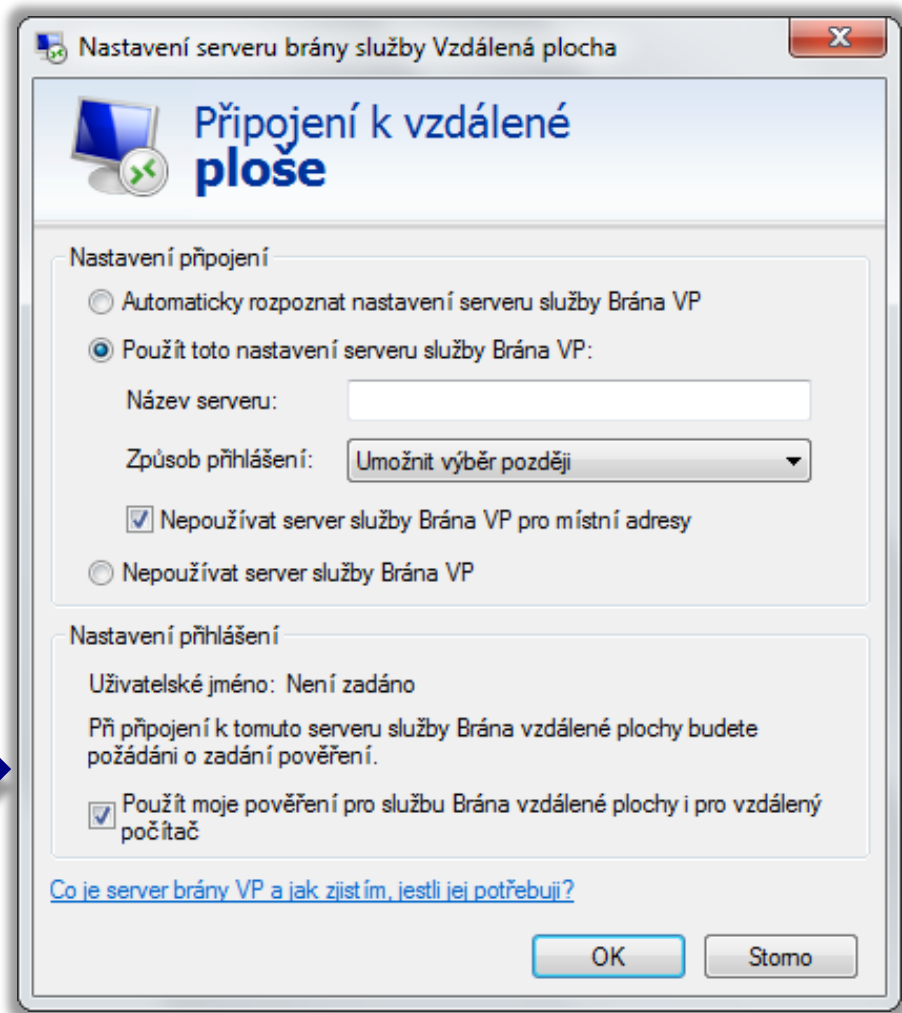 Nastavení serveru brány služby Vzdálená plocha
Připojení k vzdálené
ploše
Nastavení připojení
Automaticky rozpoznat nastavení serveru služby Brána VP
Použít toto nastavení serveru služby Brána VP:
Název serveru:
Způsob přihlášení: Umožnit výběr později
Nepoužívat server služby Brána VP pro místní adresy
Nepoužívat server služby Brána VP
Nastavení přihlášení
Uživatelské jméno: Není zadáno
Při připojení k tomuto serveru služby Brána vzdálené plochy budete
požádáni o zadání pověření.
Použít moje pověření pro službu Brána vzdálené plochy i pro vzdálený
počítač
Co je server brány VP a jak zjistím, jestli jej potřebuji?
OK Storno